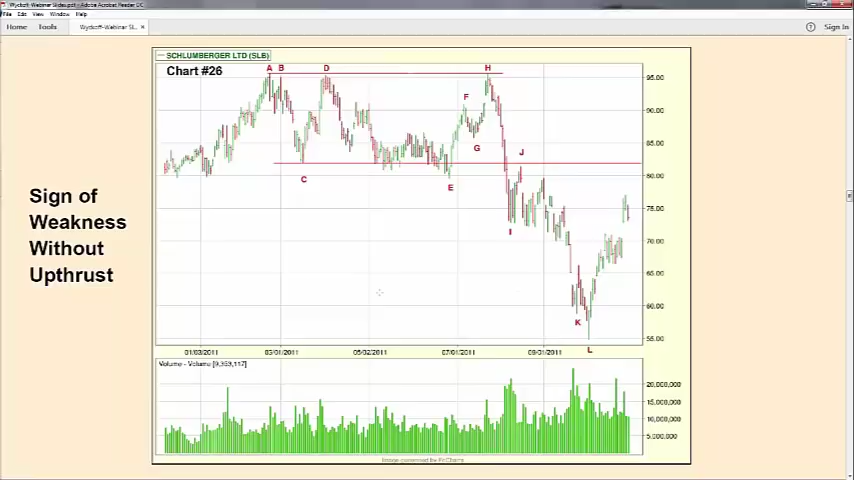 Wyckoff-Webinar Slides.pdf - Adobe Acrobat Reader DC
File Edit View Window Help
Home Tools Wyckoff-Webinar Sl... × ? Sign In
SCHLUMBERGER LTD (SLB)
Chart #26
A B D H
95.00
F
90.00
G
85.00
J
C
80.00
E
Sign of
Weakness
Without
Upthrust
75.00
I
70.00
65.00
60.00
K
55.00
L
01/03/2011 03/01/2011 05/02/2011 07/01/2011 09/01/2011
Volume - Volume [9,359,117]
20,000,000
15,000,000
10,000,000
5,000,000